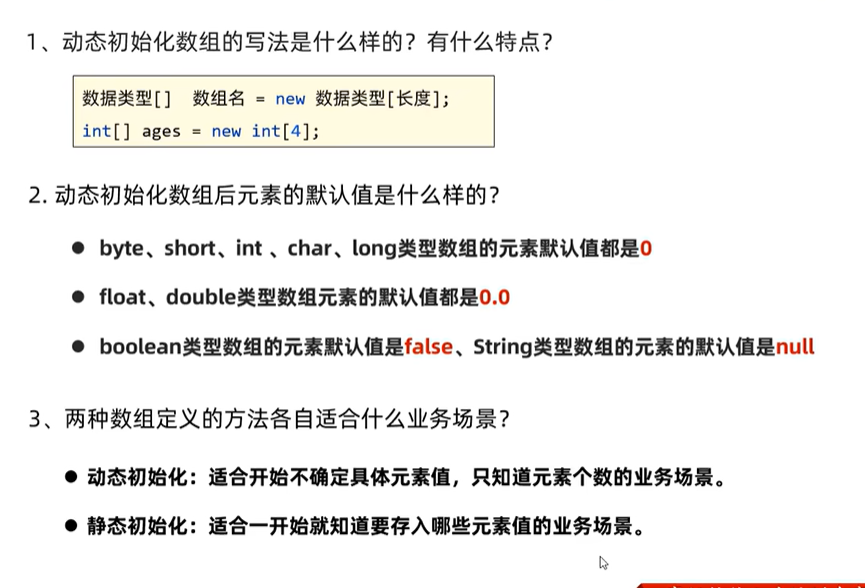 1、动态初始化数组的写法是什么样的？有什么特点？
数据类型[] 数组名 = new 数据类型[长度];
int[] ages = new int[4];
2. 动态初始化数组后元素的默认值是什么样的？
● byte、short、int 、char、long类型数组的元素默认值都是0
● float、double类型数组元素的默认值都是0.0
● boolean类型数组的元素默认值是false、String类型数组的元素的默认值是null
3、两种数组定义的方法各自适合什么业务场景？
● 动态初始化：适合开始不确定具体元素值，只知道元素个数的业务场景。
● 静态初始化：适合一开始就知道要存入哪些元素值的业务场景。